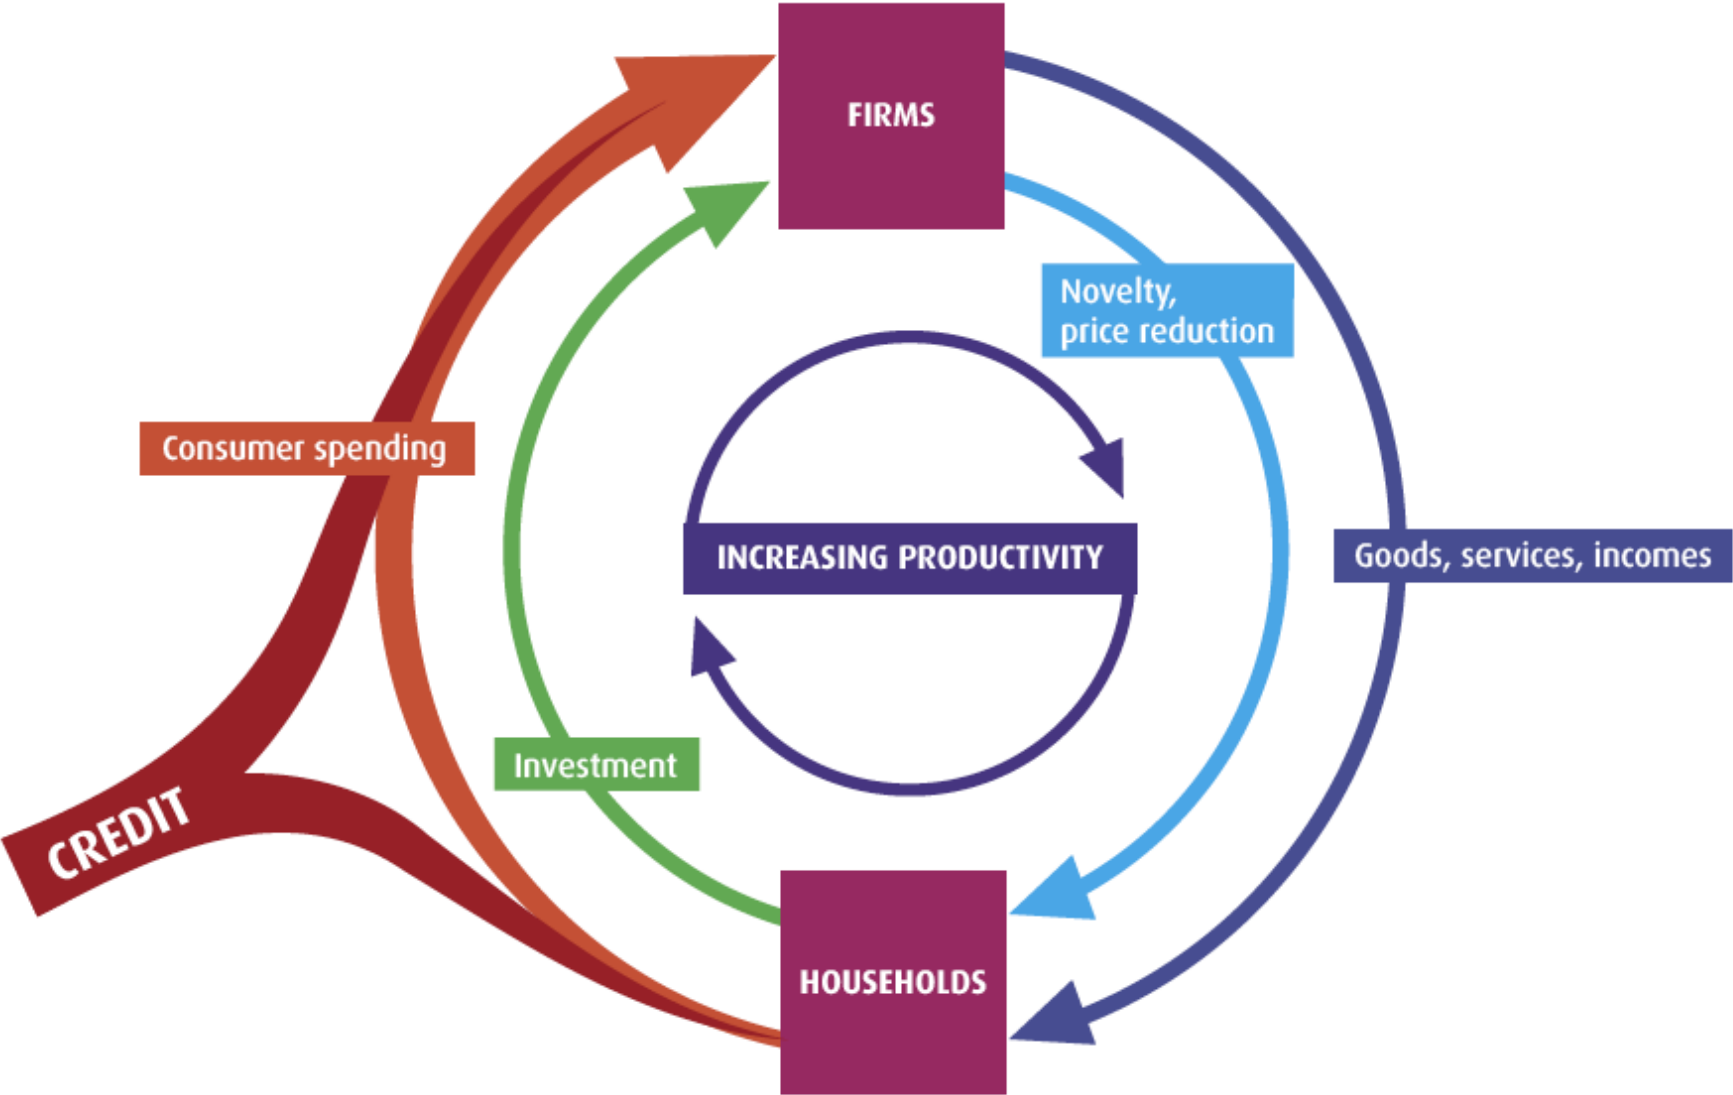 FIRMS
Novelty,
price reduction
Consumer spending
INCREASING PRODUCTIVITY
Goods, services, incomes
Investment
CREDIT
HOUSEHOLDS